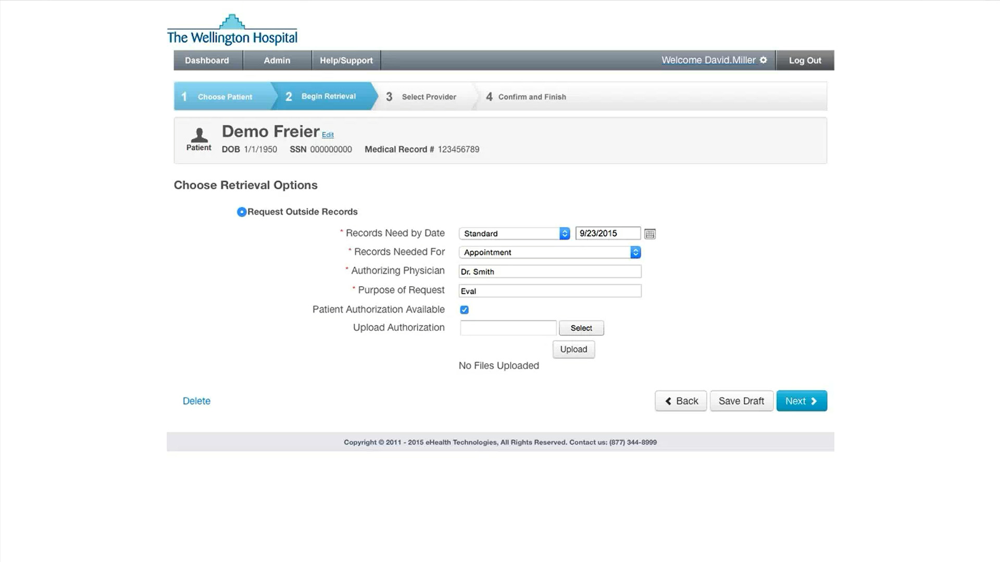 The Wellington Hospital
Dashboard Admin Help/Support Welcome David.Miller Log Out
1 Choose Patient 2 Begin Retrieval 3 Select Provider 4 Confirm and Finish
Demo Freier Edit
Patient
DOB 1/1/1950 SSN 000000000 Medical Record # 123456789
Choose Retrieval Options
Request Outside Records
* Records Need by Date Standard 9/23/2015
* Records Needed For Appointment
* Authorizing Physician Dr. Smith
* Purpose of Request Eval
Patient Authorization Available
Upload Authorization Select
Upload
No Files Uploaded
Delete Back Save Draft Next
Copyright © 2011 - 2015 eHealth Technologies, All Rights Reserved. Contact us: (877) 344-8999